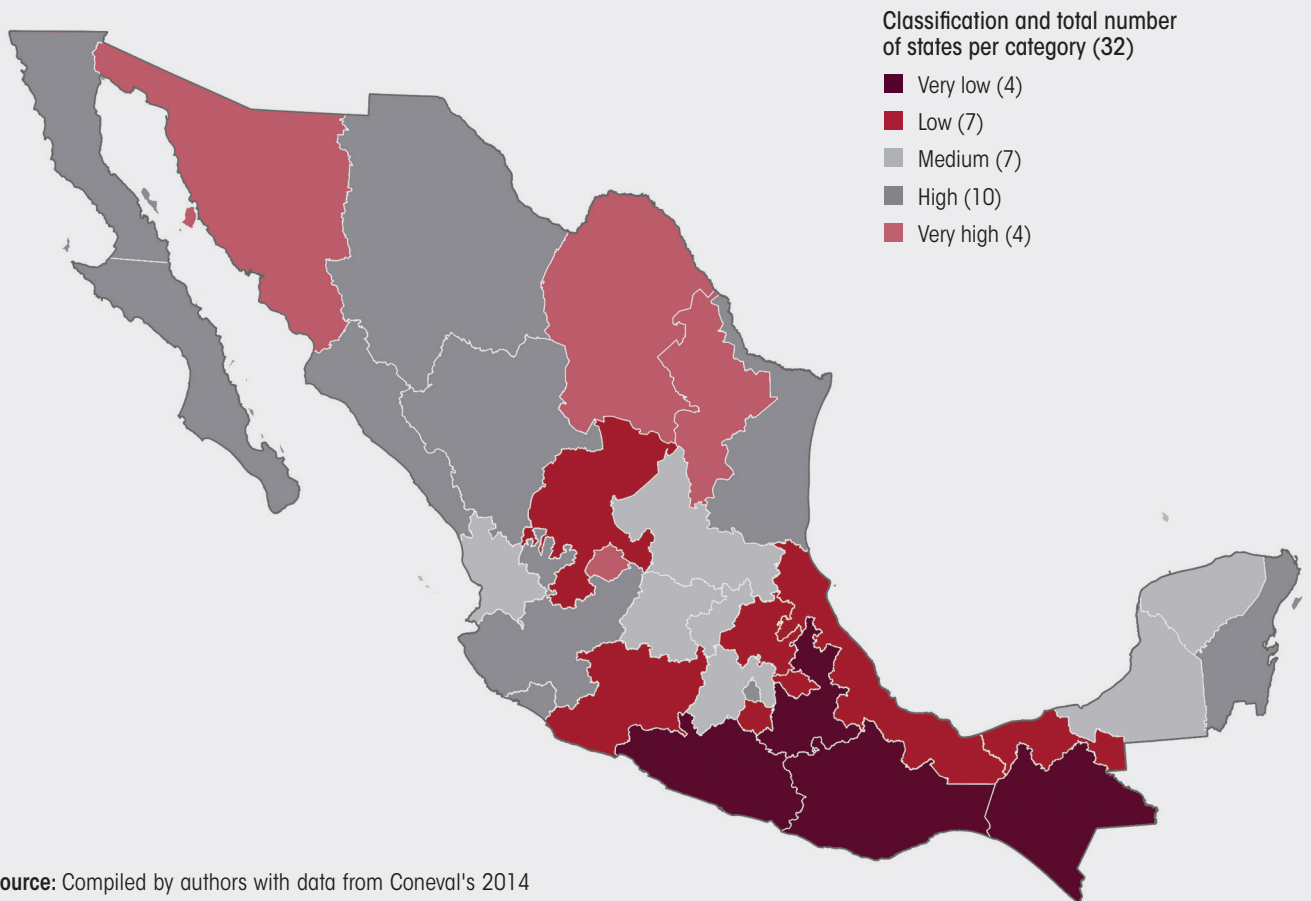 Classification and total number
of states per category (32)
Very low (4)
Low (7)
Medium (7)
High (10)
Very high (4)
ource: Compiled by authors with data from Coneval's 2014